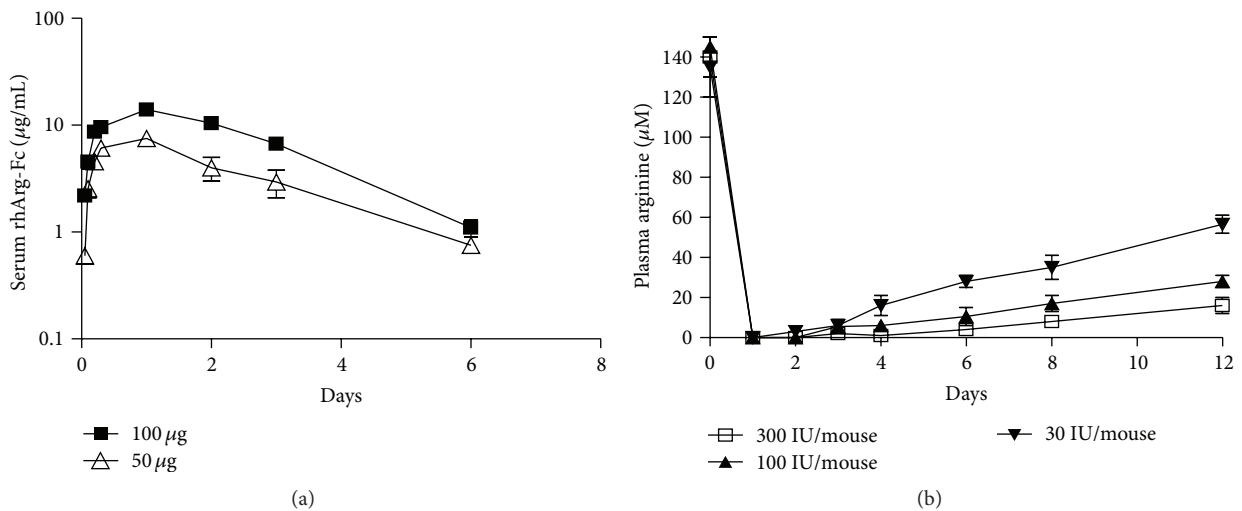 100
10
1
0.1
Serum rhArg-Fc (µg/mL)
0 2 4 6 8
Days
100 µg
50 µg
(a)
140
120
100
80
60
40
20
0
Plasma arginine (µM)
0 2 4 6 8 10 12
Days
300 IU/mouse
100 IU/mouse
30 IU/mouse
(b)